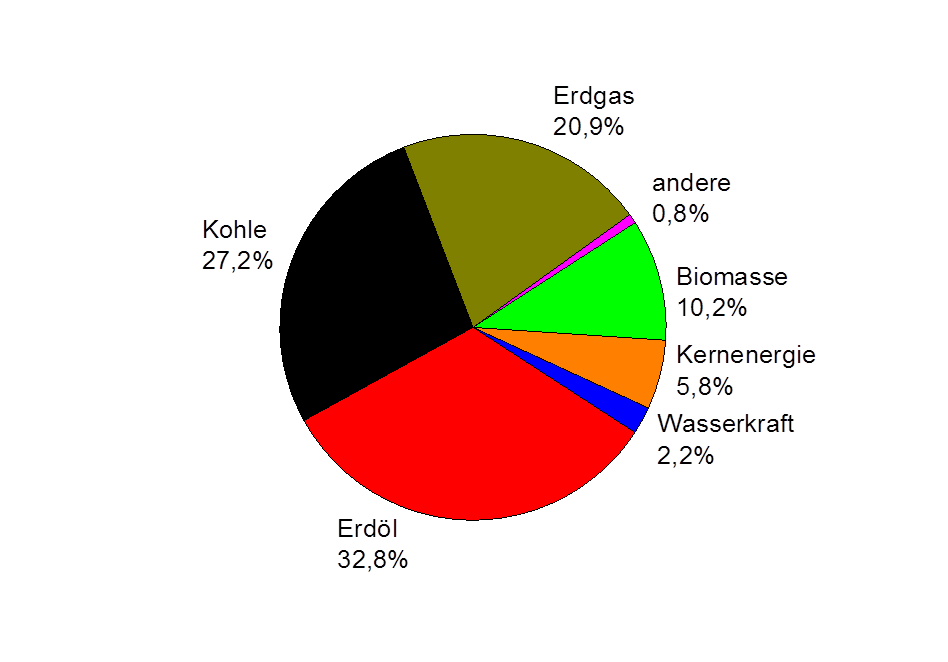 Erdgas
20,9%
andere
0,8%
Kohle
27,2%
Biomasse
10,2%
Kernenergie
5,8%
Wasserkraft
2,2%
Erdöl
32,8%